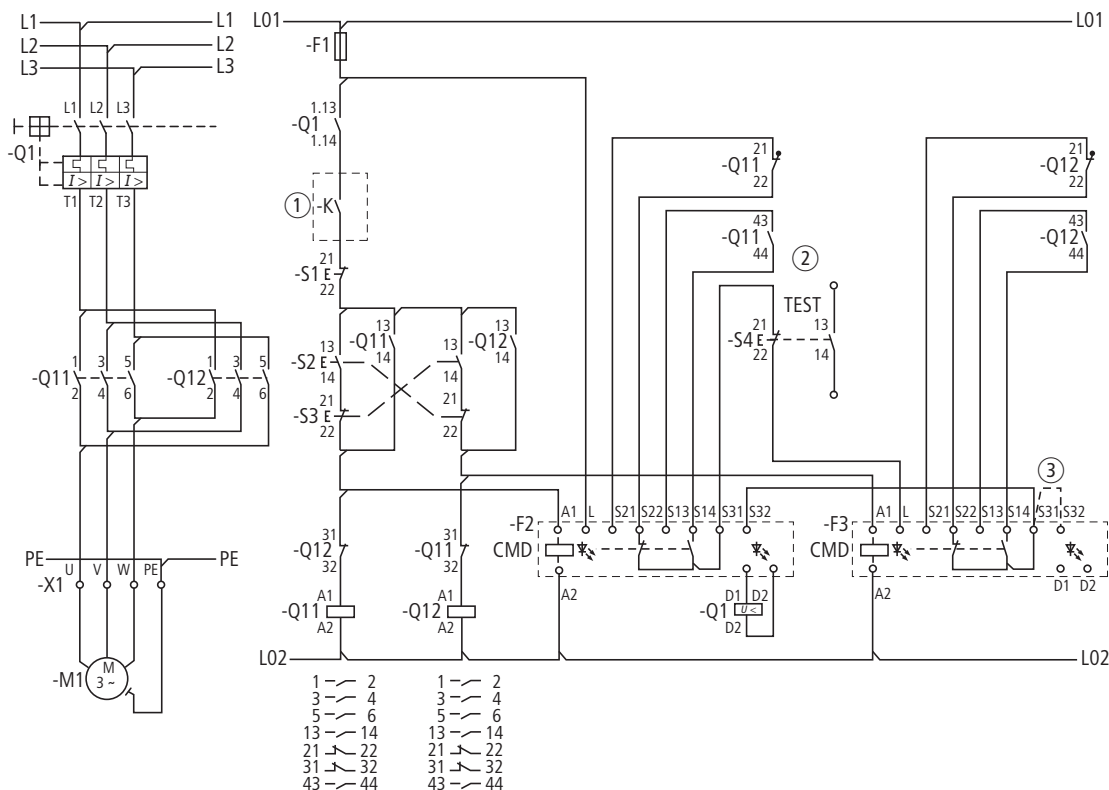 L1 L1
L2 L2
L3 L3
L01 L01
-F1
L1 L2 L3
-Q1
I > I > I >
T1 T2 T3
1.13
-Q1
1.14
1 -K
21
-S1 E
22
21
-Q11
22
43
-Q11
44
21
-Q12
22
43
-Q12
44
2
TEST
21
-S4 E
22
13
14
1 3 5
-Q11
2 4 6
1 3 5
-Q12
2 4 6
13
-S2 E
14
13
-Q11
14
13
14
13
-Q12
14
21
-S3 E
22
21
22
3
A1 L S21 S22 S13 S14 S31 S32
-F2
CMD
A2
D1 D2
A1 L S21 S22 S13 S14 S31 S32
-F3
CMD
A2
D1 D2
D1
-Q1 U <
D2
31
-Q12
32
31
-Q11
32
A1
-Q11
A2
A1
-Q12
A2
PE PE
U V W PE
-X1
M
3 ~
-M1
L02 L02
1 2 1 2
3 4 3 4
5 6 5 6
13 14 13 14
21 22 21 22
31 32 31 32
43 44 43 44